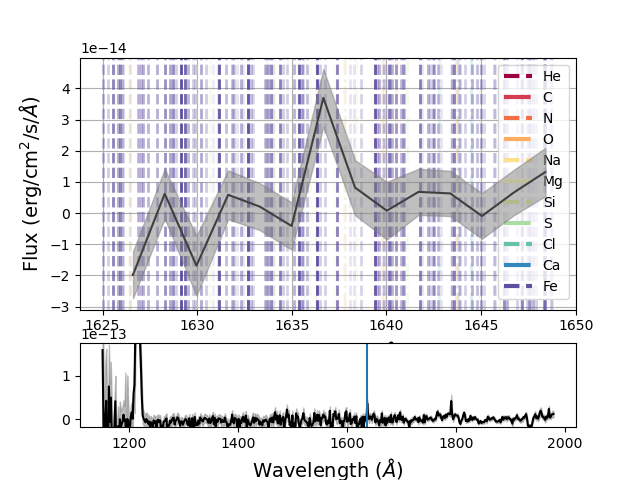 1e−14
4
3
2
1
0
−1
−2
−3
Flux (erg/cm²/s/Å)
He
C
N
O
Na
Mg
Si
S
Cl
Ca
Fe
1625 1630 1635 1640 1645 1650
1e−13
1
0
1200 1400 1600 1800 2000
Wavelength (Å)